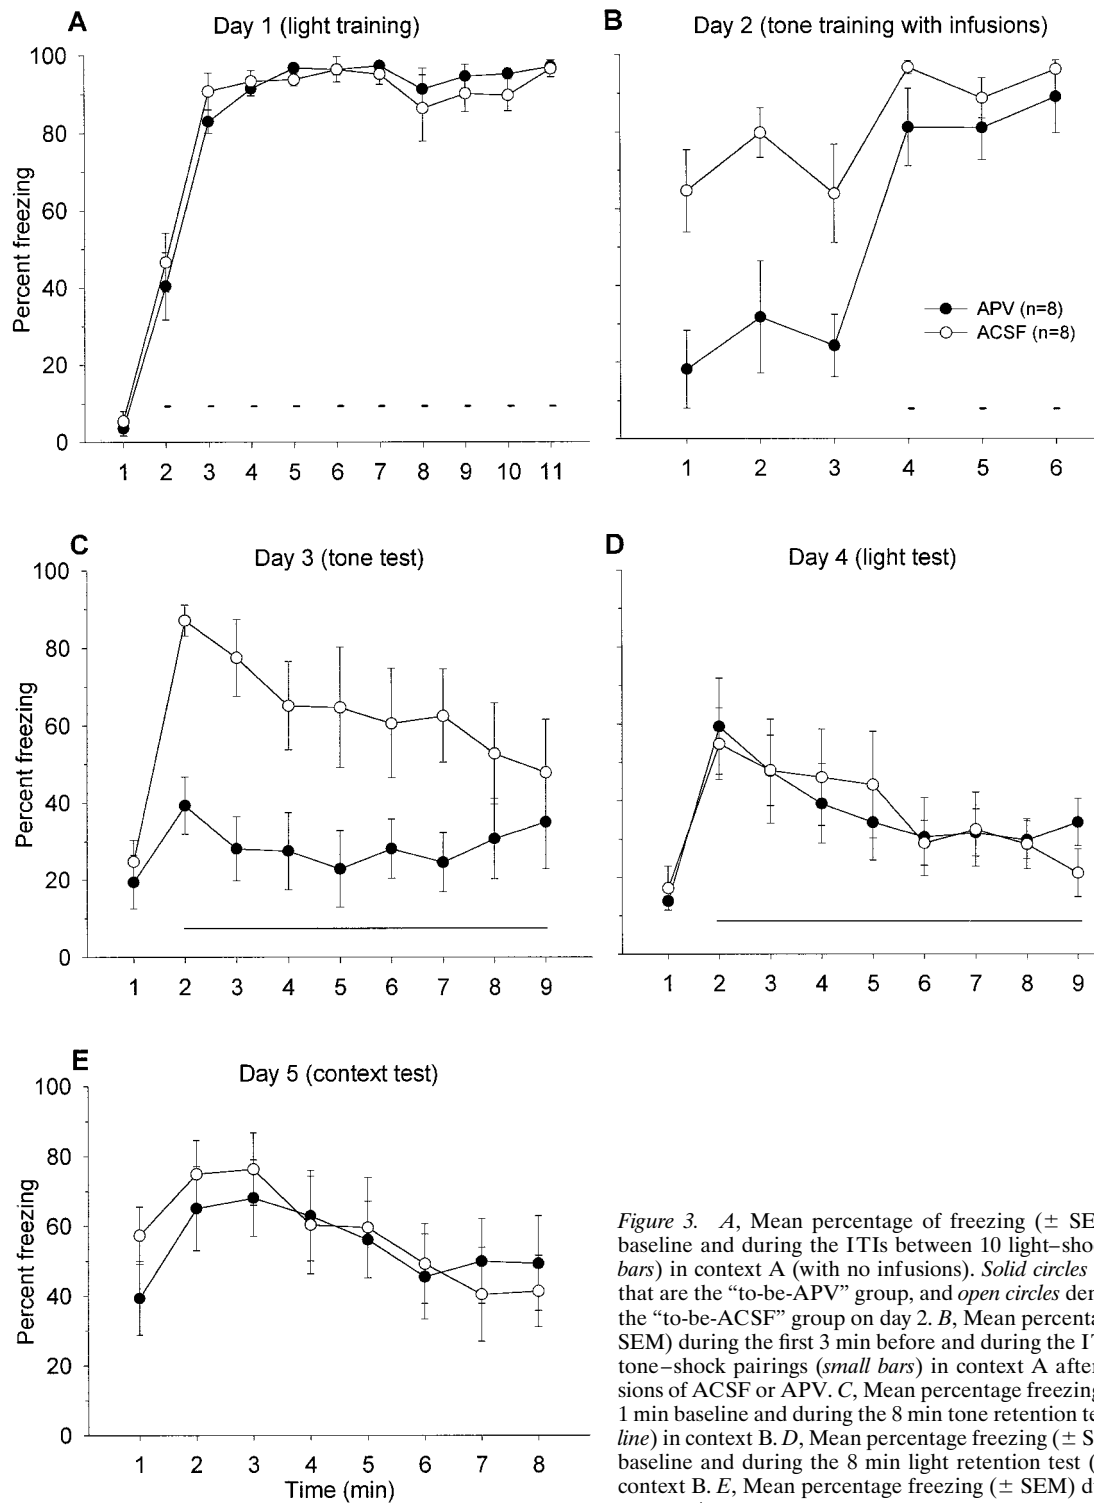 A
Day 1 (light training)
100
80
60
40
20
0
Percent freezing
1 2 3 4 5 6 7 8 9 10 11
B
Day 2 (tone training with infusions)
APV (n=8)
ACSF (n=8)
1 2 3 4 5 6
C
Day 3 (tone test)
100
80
60
40
20
0
Percent freezing
1 2 3 4 5 6 7 8 9
D
Day 4 (light test)
1 2 3 4 5 6 7 8 9
E
Day 5 (context test)
100
80
60
40
20
0
Percent freezing
1 2 3 4 5 6 7 8
Time (min)
Figure 3. A, Mean percentage of freezing (± SE
baseline and during the ITIs between 10 light–sho
bars) in context A (with no infusions). Solid circles
that are the “to-be-APV” group, and open circles den
the “to-be-ACSF” group on day 2. B, Mean percenta
SEM) during the first 3 min before and during the I
tone–shock pairings (small bars) in context A after
sions of ACSF or APV. C, Mean percentage freezing
1 min baseline and during the 8 min tone retention te
line) in context B. D, Mean percentage freezing (± S
baseline and during the 8 min light retention test (
context B. E, Mean percentage freezing (± SEM) d